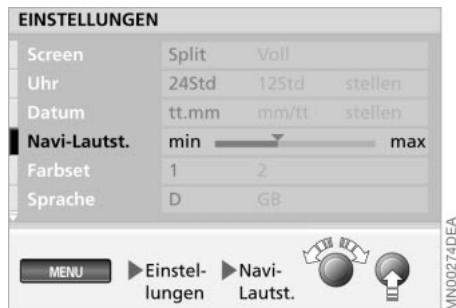 EINSTELLUNGEN
Screen Split Voll
Uhr 24Std 12Std stellen
Datum tt.mm mm/tt stellen
Navi-Lautst. min max
Farbset 1 2
Sprache D GB
MENU Einstel-lungen Navi-Lautst.
MN00274DEA